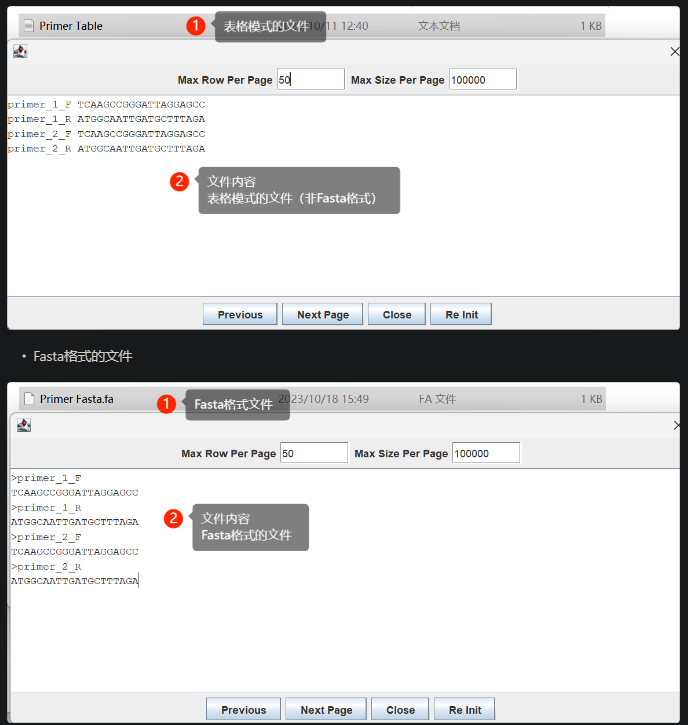 Primer Table
1
表格模式的文件
10/11 12:40
文本文档
1 KB
Max Row Per Page 50 Max Size Per Page 100000
primer_1_F TCAAGCCGGGATTAGGAGCC
primer_1_R ATGGCAATTGATGCTTTAGA
primer_2_F TCAAGCCGGGATTAGGAGCC
primer_2_R ATGGCAATTGATGCTTTAGA
2
文件内容
表格模式的文件（非Fasta格式）
Previous Next Page Close Re Init
• Fasta格式的文件
Primer Fasta.fa
1
Fasta格式文件
2023/10/18 15:49
FA 文件
1 KB
Max Row Per Page 50 Max Size Per Page 100000
>primer_1_F
TCAAGCCGGGATTAGGAGCC
>primer_1_R
ATGGCAATTGATGCTTTAGA
>primer_2_F
TCAAGCCGGGATTAGGAGCC
>primer_2_R
ATGGCAATTGATGCTTTAGA
2
文件内容
Fasta格式的文件
Previous Next Page Close Re Init